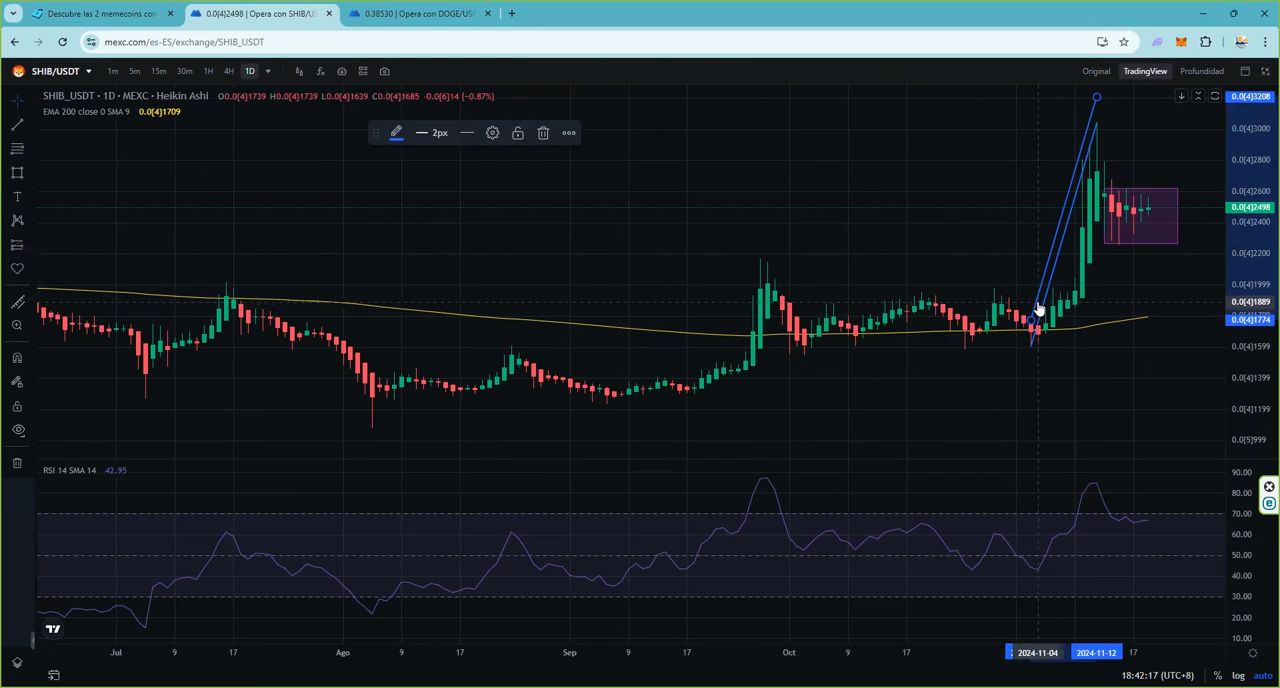 Descubre las 2 memecoins con
0.0[4]2498 | Opera con SHIB/US
0.38530 | Opera con DOGE/USD
mexc.com/es-ES/exchange/SHIB_USDT
SHIB/USDT 1m 5m 15m 30m 1H 4H 1D Original TradingView Profundidad
SHIB_USDT · 1D · MEXC · Heikin Ashi O0.0[4]1739 H0.0[4]1739 L0.0[4]1639 C0.0[4]1685 -0.0[6]14 (-0.87%)
EMA 200 close 0 SMA 9 0.0[4]1709
2px
0.0[4]3208
0.0[4]3000
0.0[4]2800
0.0[4]2600
0.0[4]2498
0.0[4]2400
0.0[4]2200
0.0[4]1999
0.0[4]1889
0.0[4]1774
0.0[4]1599
0.0[4]1399
0.0[4]1199
0.0[5]999
RSI 14 SMA 14 42.95
90.00
80.00
70.00
60.00
50.00
40.00
30.00
20.00
10.00
Jul 9 17 Ago 9 17 Sep 9 17 Oct 9 17 2024-11-04 2024-11-12 17
18:42:17 (UTC+8) % log auto